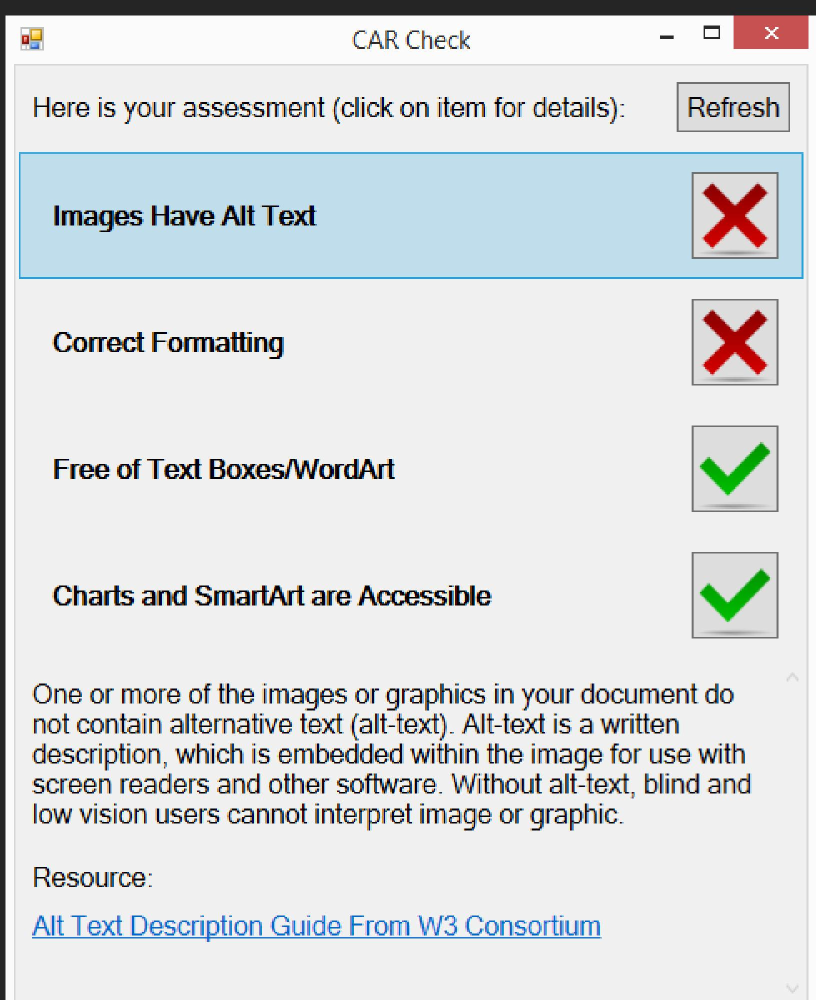 CAR Check
Here is your assessment (click on item for details):
Refresh
Images Have Alt Text
Correct Formatting
Free of Text Boxes/WordArt
Charts and SmartArt are Accessible
One or more of the images or graphics in your document do
not contain alternative text (alt-text). Alt-text is a written
description, which is embedded within the image for use with
screen readers and other software. Without alt-text, blind and
low vision users cannot interpret image or graphic.
Resource:
Alt Text Description Guide From W3 Consortium